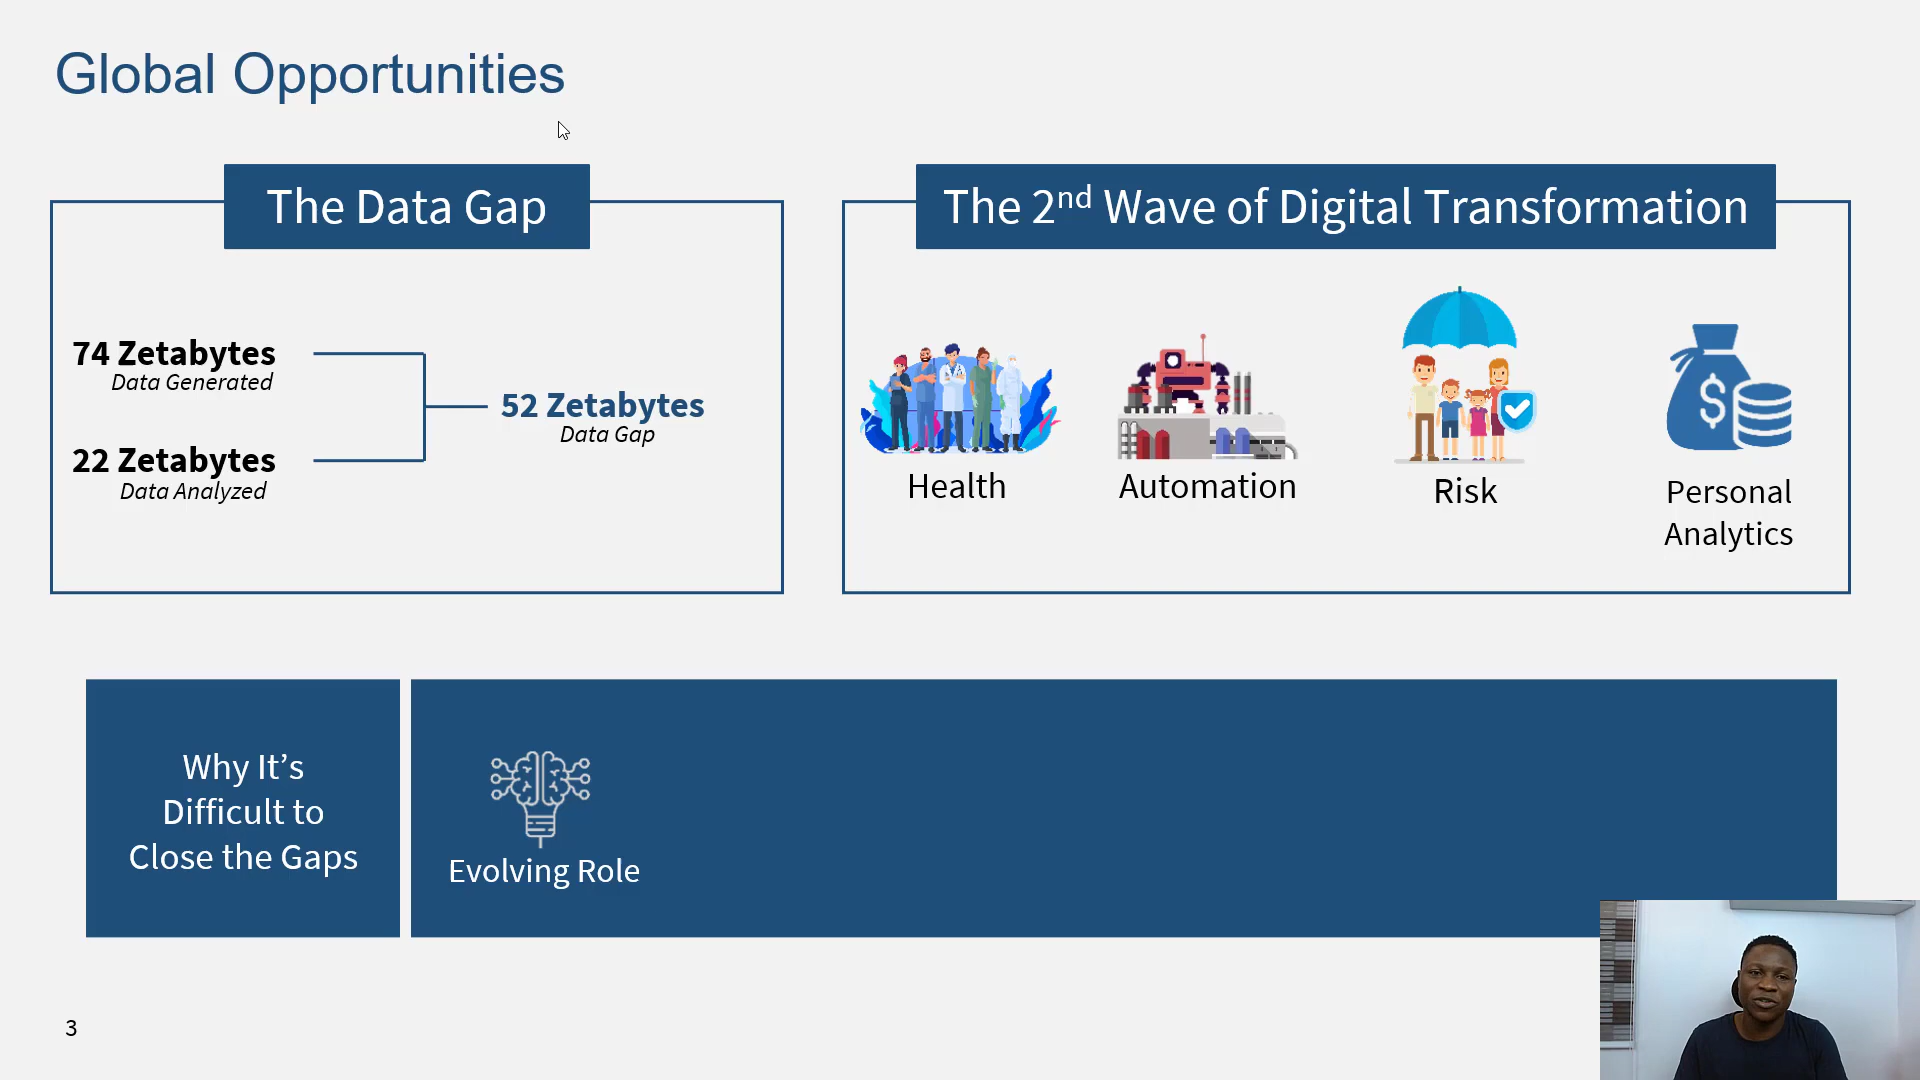 Global Opportunities
The Data Gap
74 Zetabytes
Data Generated
22 Zetabytes
Data Analyzed
52 Zetabytes
Data Gap
The 2nd Wave of Digital Transformation
Health
Automation
Risk
Personal
Analytics
Why It’s
Difficult to
Close the Gaps
Evolving Role
3